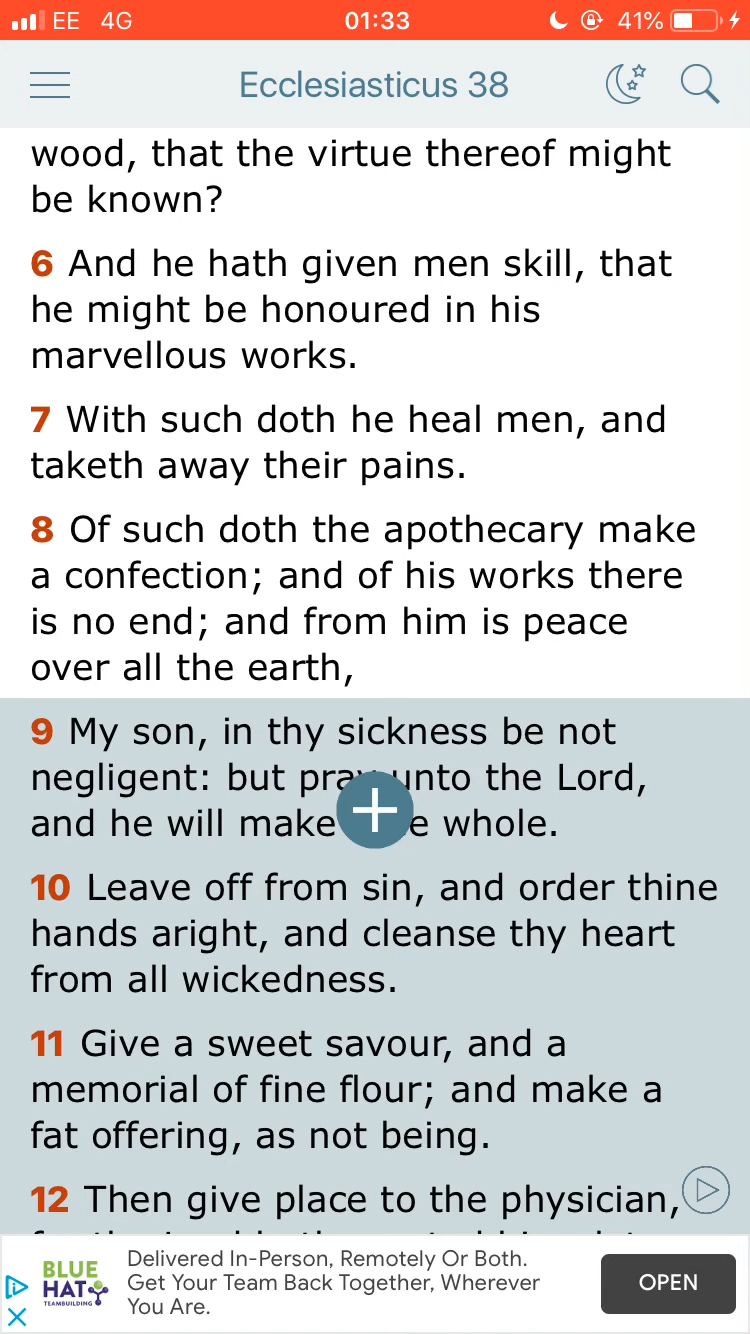 EE 4G 01:33 41%
Ecclesiasticus 38
wood, that the virtue thereof might
be known?
6 And he hath given men skill, that
he might be honoured in his
marvellous works.
7 With such doth he heal men, and
taketh away their pains.
8 Of such doth the apothecary make
a confection; and of his works there
is no end; and from him is peace
over all the earth,
9 My son, in thy sickness be not
negligent: but pray unto the Lord,
and he will make whole.
10 Leave off from sin, and order thine
hands aright, and cleanse thy heart
from all wickedness.
11 Give a sweet savour, and a
memorial of fine flour; and make a
fat offering, as not being.
12 Then give place to the physician,
BLUE
HAT
TEAMBUILDING
Delivered In-Person, Remotely Or Both.
Get Your Team Back Together, Wherever
You Are.
OPEN